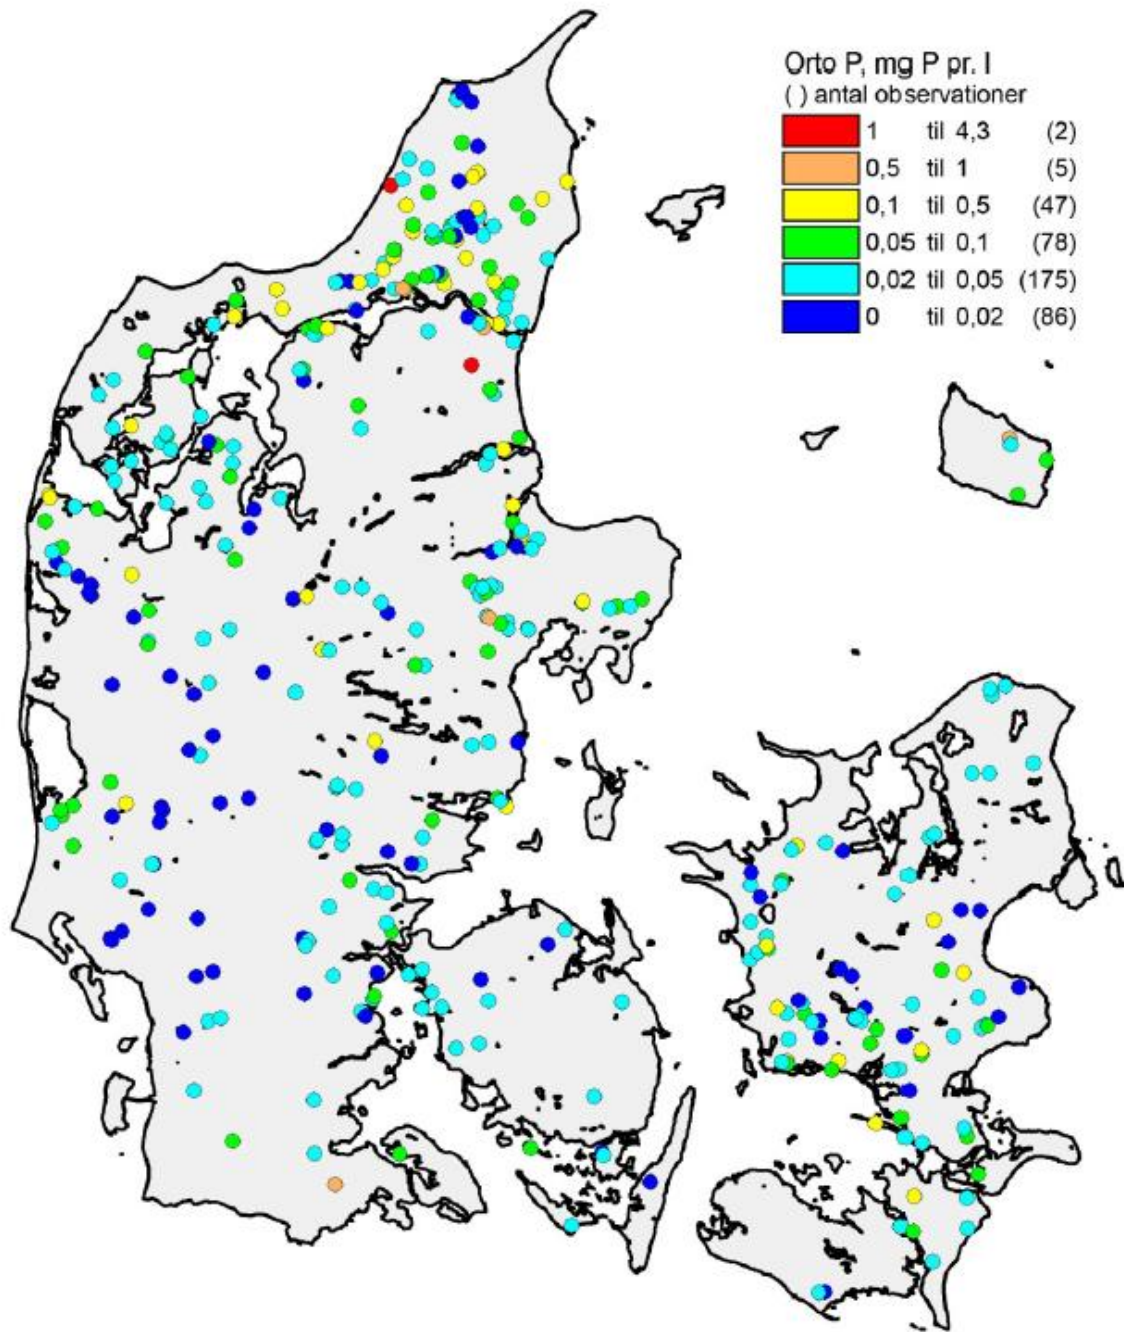 Orto P, mg P pr. l
( ) antal observationer
1 til 4,3 (2)
0,5 til 1 (5)
0,1 til 0,5 (47)
0,05 til 0,1 (78)
0,02 til 0,05 (175)
0 til 0,02 (86)